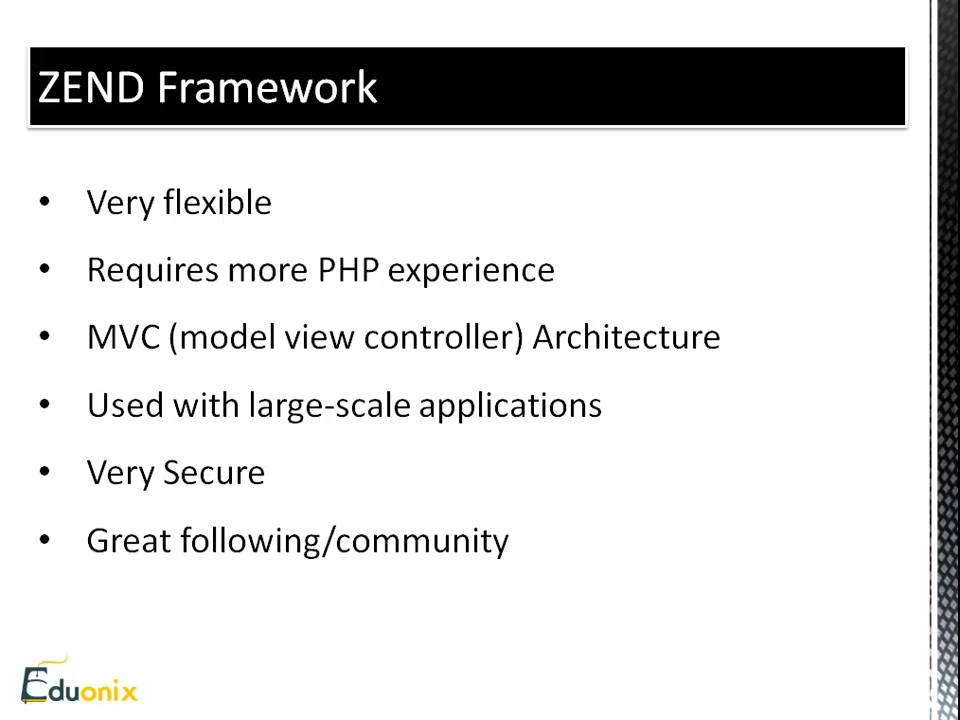 ZEND Framework
• Very flexible
• Requires more PHP experience
• MVC (model view controller) Architecture
• Used with large-scale applications
• Very Secure
• Great following/community
Eduonix